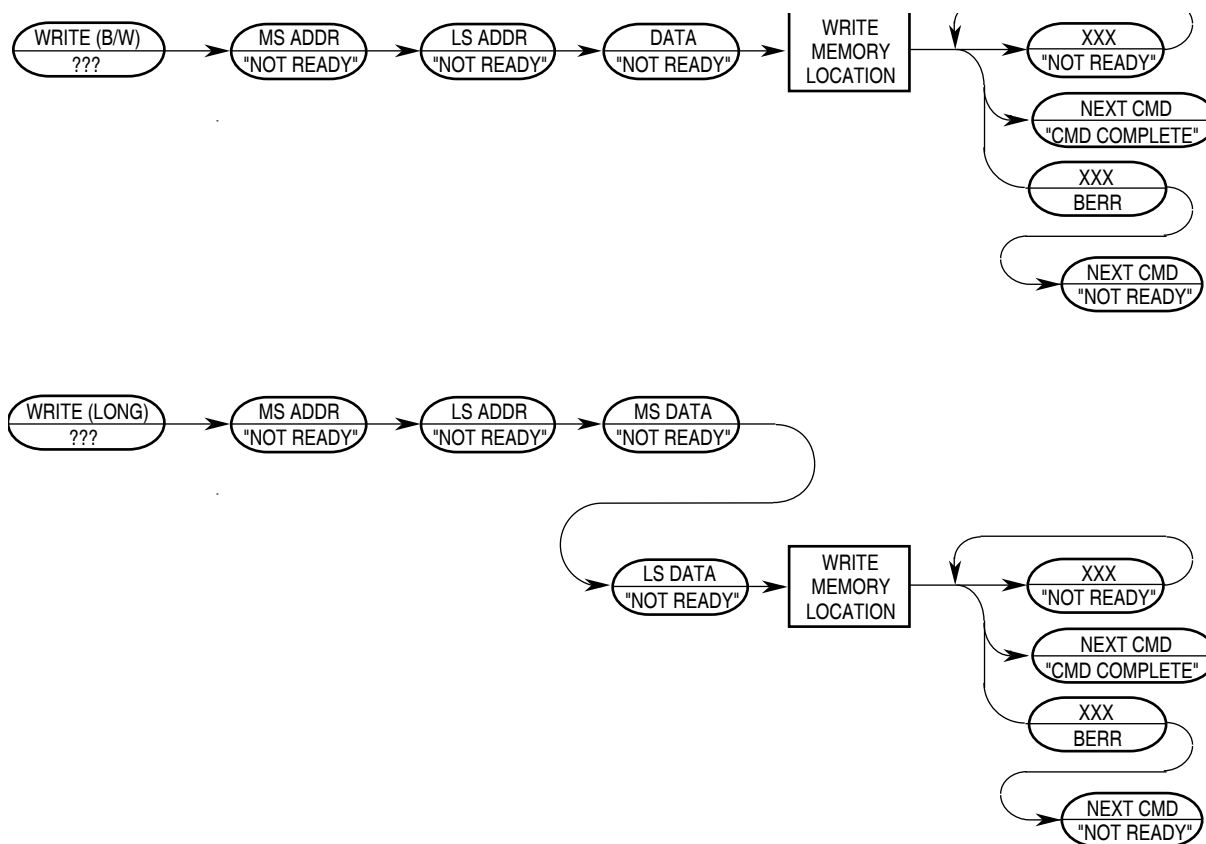 WRITE (B/W)
???
MS ADDR
"NOT READY"
LS ADDR
"NOT READY"
DATA
"NOT READY"
WRITE
MEMORY
LOCATION
XXX
"NOT READY"
NEXT CMD
"CMD COMPLETE"
XXX
BERR
NEXT CMD
"NOT READY"
WRITE (LONG)
???
MS ADDR
"NOT READY"
LS ADDR
"NOT READY"
MS DATA
"NOT READY"
LS DATA
"NOT READY"
WRITE
MEMORY
LOCATION
XXX
"NOT READY"
NEXT CMD
"CMD COMPLETE"
XXX
BERR
NEXT CMD
"NOT READY"